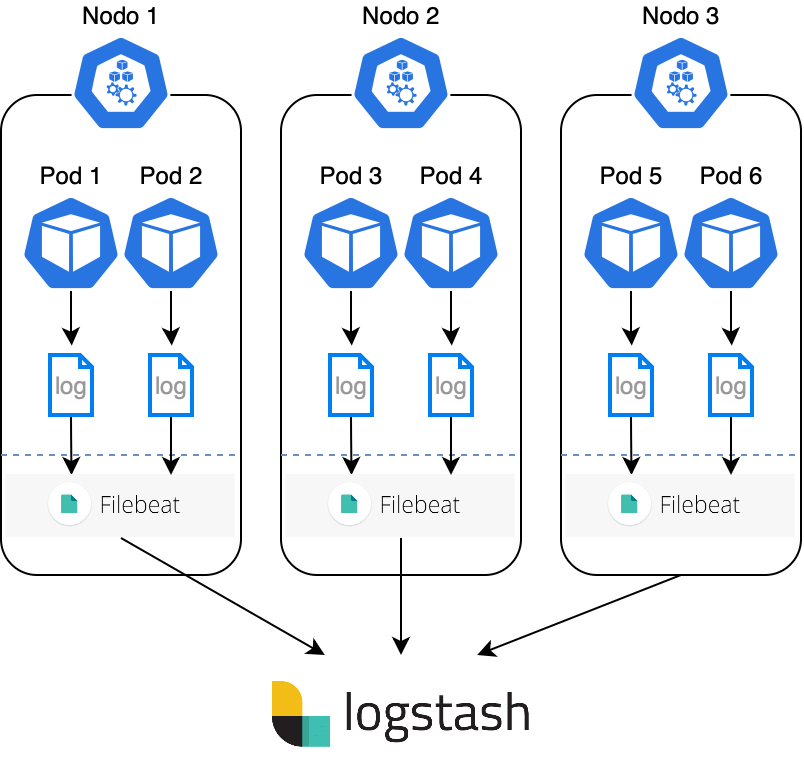 Nodo 1 Nodo 2 Nodo 3
Pod 1 Pod 2 Pod 3 Pod 4 Pod 5 Pod 6
log log log log log log
Filebeat Filebeat Filebeat
logstash